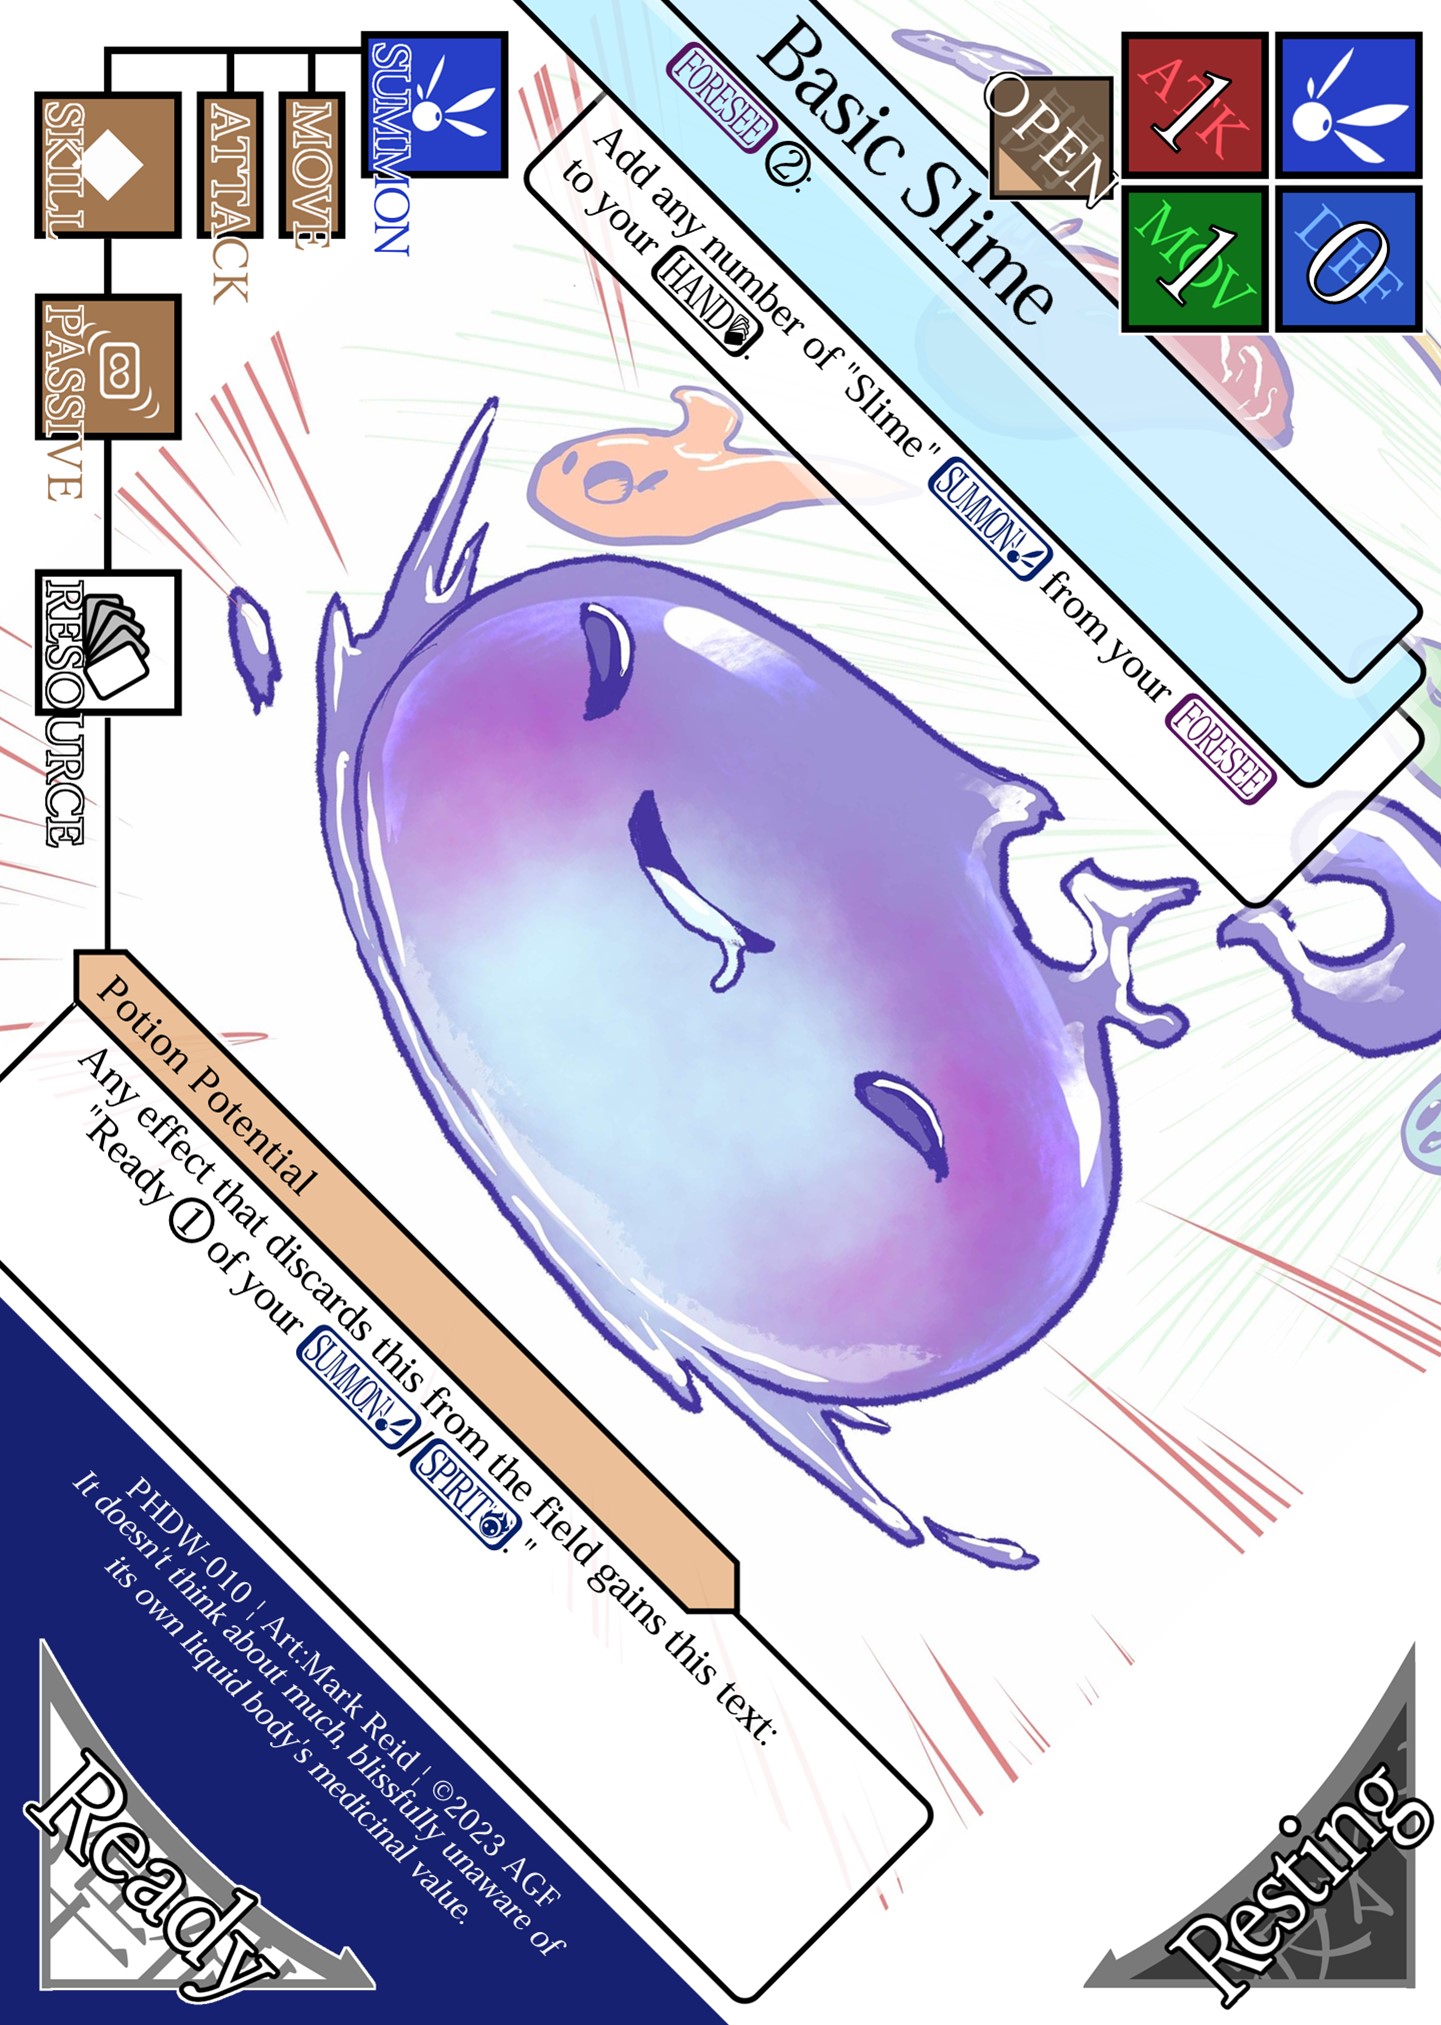 Basic Slime
FORESEE ②:
Add any number of "Slime" SUMMON from your FORESEE
to your HAND.
OPEN
ATK 1
MOV 1
DEF 0
SUMMON
MOVE
ATTACK
SKILL
PASSIVE
RESOURCE
Potion Potential
Any effect that discards this from the field gains this text:
"Ready ① of your SUMMON//SPIRIT. "
PHDW-010 ¦ Art:Mark Reid ¦ ©2023 AGF
It doesn't think about much, blissfully unaware of
its own liquid body's medicinal value.
Ready
Resting